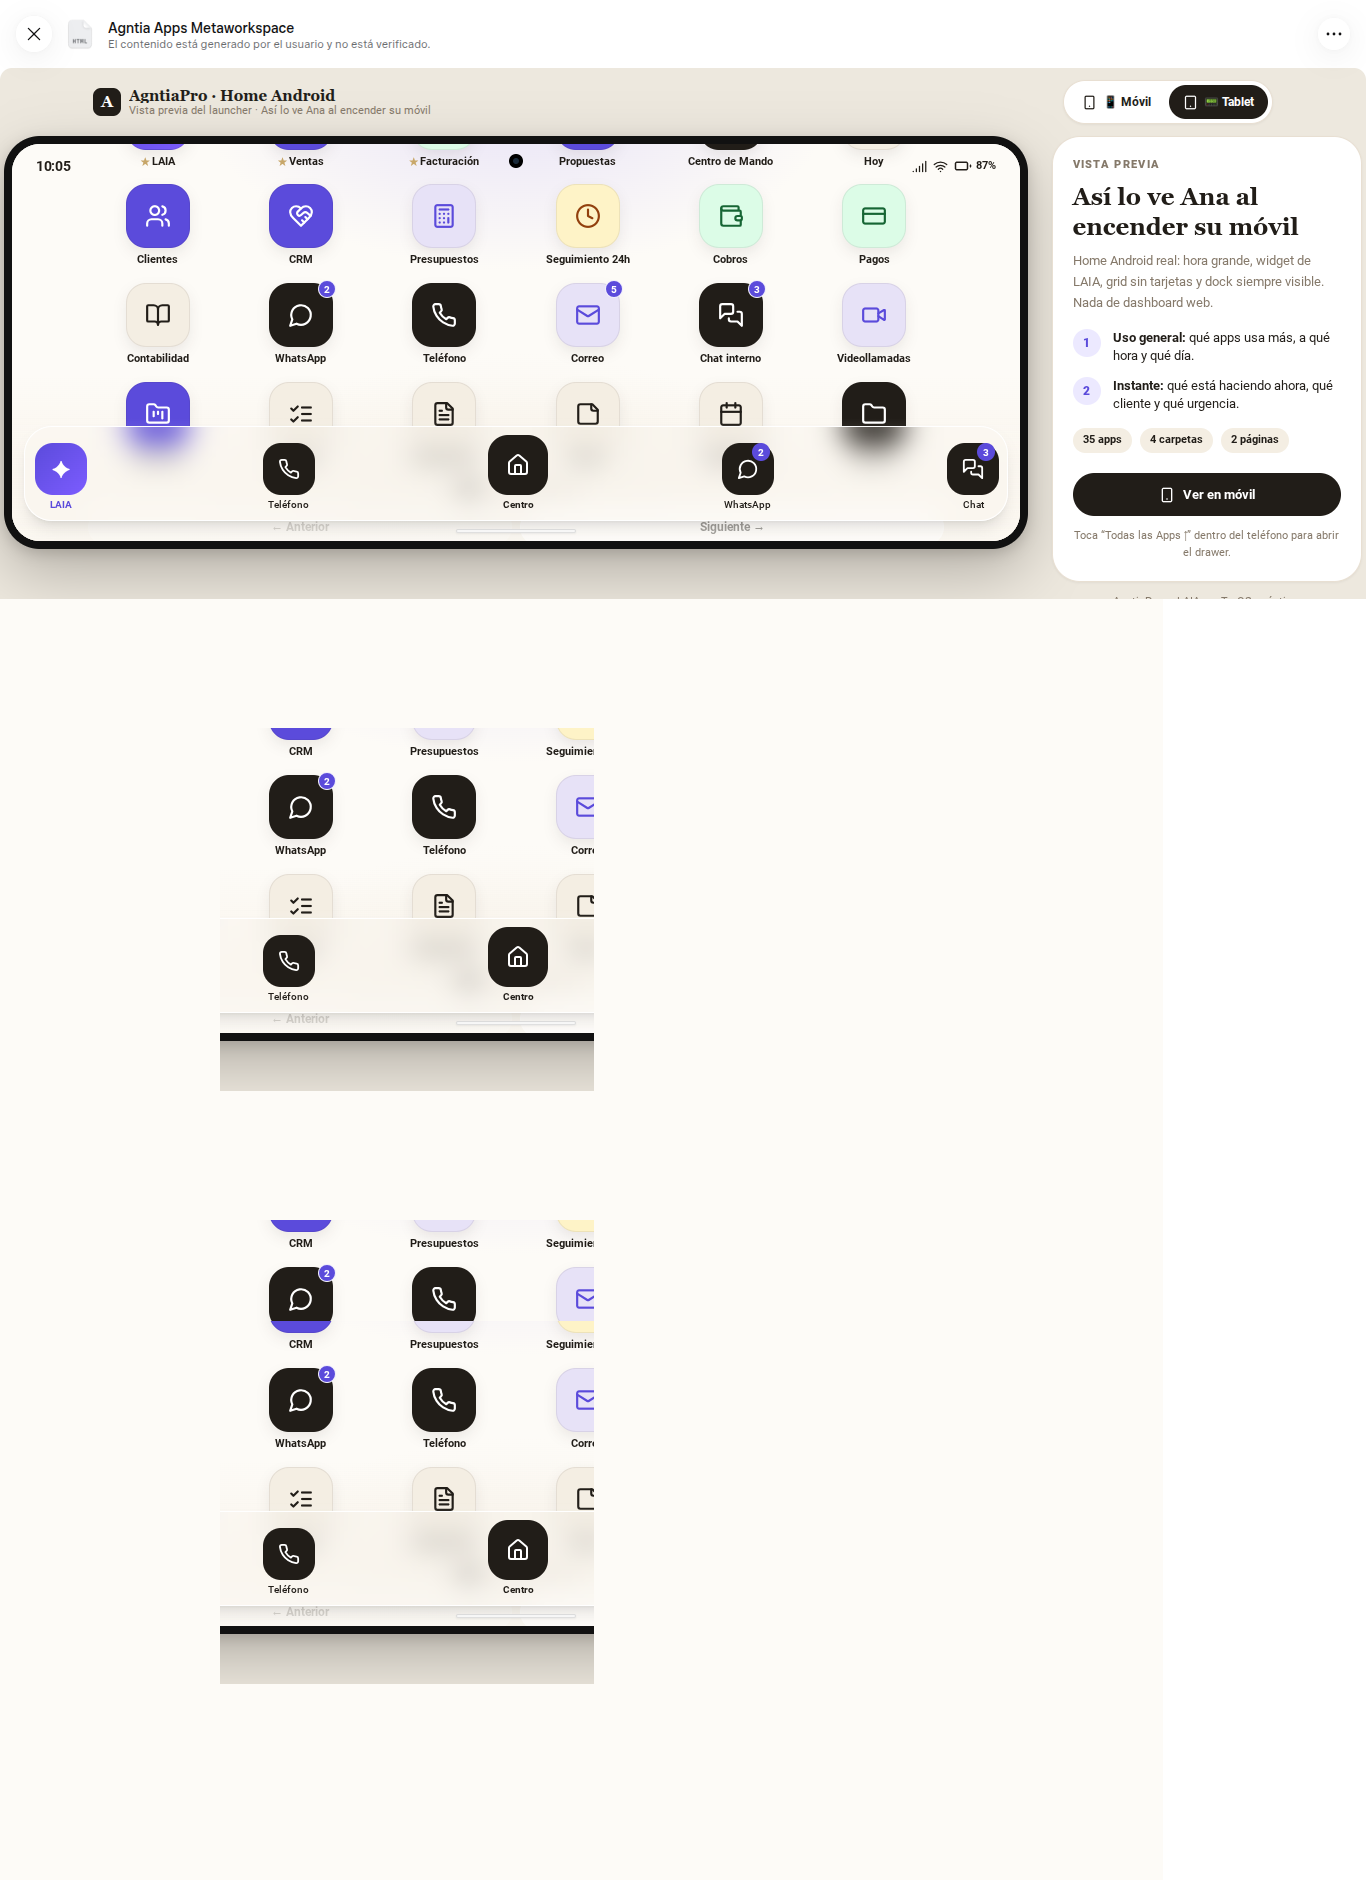 Agntia Apps Metaworkspace
El contenido está generado por el usuario y no está verificado.
HTML
A
AgntiaPro · Home Android
Vista previa del launcher · Así lo ve Ana al encender su móvil
Móvil
Tablet
10:05
★ LAIA
★ Ventas
★ Facturación
Propuestas
Centro de Mando
Hoy
87%
Clientes
CRM
Presupuestos
Seguimiento 24h
Cobros
Pagos
2
5
3
Contabilidad
WhatsApp
Teléfono
Correo
Chat interno
Videollamadas
2
3
LAIA
Teléfono
Centro
WhatsApp
Chat
← Anterior
Siguiente →
VISTA PREVIA
Así lo ve Ana al
encender su móvil
Home Android real: hora grande, widget de
LAIA, grid sin tarjetas y dock siempre visible.
Nada de dashboard web.
1
Uso general: qué apps usa más, a qué
hora y qué día.
2
Instante: qué está haciendo ahora, qué
cliente y qué urgencia.
35 apps
4 carpetas
2 páginas
Ver en móvil
Toca “Todas las Apps ↑” dentro del teléfono para abrir
el drawer.
CRM
Presupuestos
Seguimie
2
WhatsApp
Teléfono
Corre
Teléfono
Centro
← Anterior
CRM
Presupuestos
Seguimie
2
CRM
Presupuestos
Seguimie
2
WhatsApp
Teléfono
Corre
Teléfono
Centro
← Anterior